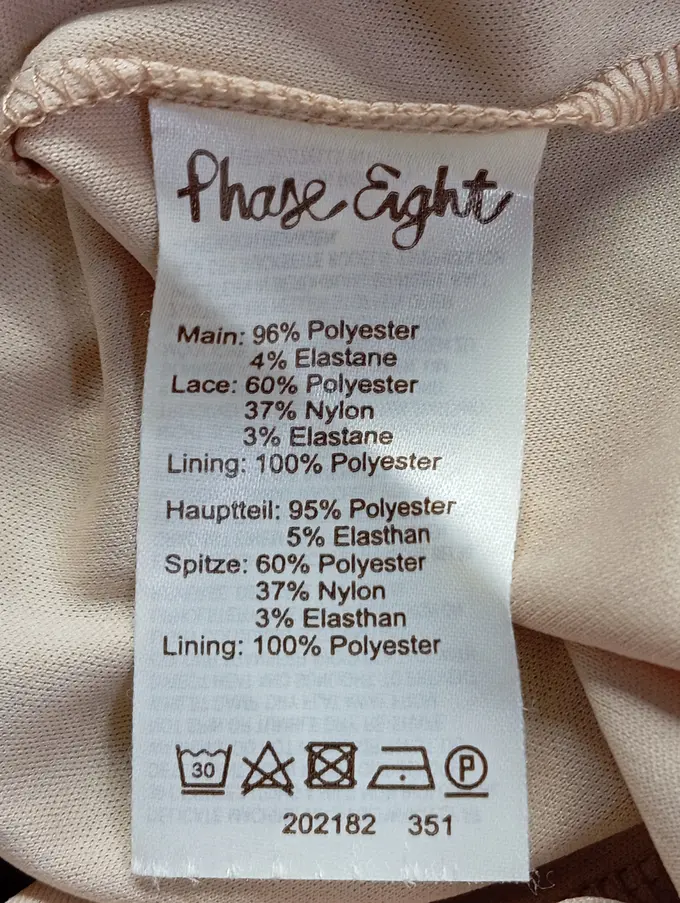 Phase Eight
Main: 96% Polyester
4% Elastane
Lace: 60% Polyester
37% Nylon
3% Elastane
Lining: 100% Polyester
Hauptteil: 95% Polyester
5% Elasthan
Spitze: 60% Polyester
37% Nylon
3% Elasthan
Lining: 100% Polyester
30 P
202182 351